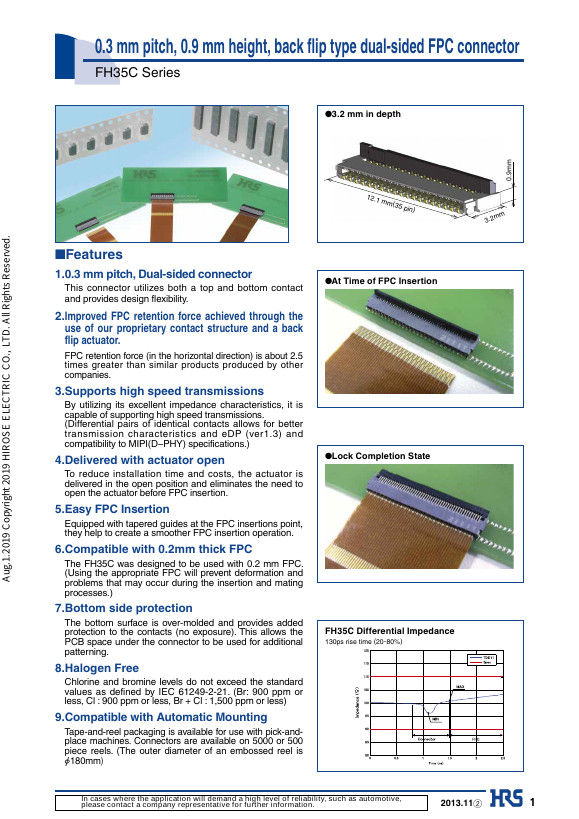 0.3 mm pitch, 0.9 mm height, back flip type dual-sided FPC connector
FH35C Series
Aug.1.2019 Copyright 2019 HIROSE ELECTRIC CO., LTD. All Rights Reserved.
HRS
●3.2 mm in depth
0.9mm
12.1 mm(35 pin)
3.2mm
■Features
1.0.3 mm pitch, Dual-sided connector
This connector utilizes both a top and bottom contact
and provides design flexibility.
2.Improved FPC retention force achieved through the
use of our proprietary contact structure and a back
flip actuator.
FPC retention force (in the horizontal direction) is about 2.5
times greater than similar products produced by other
companies.
3.Supports high speed transmissions
By utilizing its excellent impedance characteristics, it is
capable of supporting high speed transmissions.
(Differential pairs of identical contacts allows for better
transmission characteristics and eDP (ver1.3) and
compatibility to MIPI(D–PHY) specifications.)
4.Delivered with actuator open
To reduce installation time and costs, the actuator is
delivered in the open position and eliminates the need to
open the actuator before FPC insertion.
5.Easy FPC Insertion
Equipped with tapered guides at the FPC insertions point,
they help to create a smoother FPC insertion operation.
6.Compatible with 0.2mm thick FPC
The FH35C was designed to be used with 0.2 mm FPC.
(Using the appropriate FPC will prevent deformation and
problems that may occur during the insertion and mating
processes.)
7.Bottom side protection
The bottom surface is over-molded and provides added
protection to the contacts (no exposure). This allows the
PCB space under the connector to be used for additional
patterning.
8.Halogen Free
Chlorine and bromine levels do not exceed the standard
values as defined by IEC 61249-2-21. (Br: 900 ppm or
less, Cl : 900 ppm or less, Br + Cl : 1,500 ppm or less)
9.Compatible with Automatic Mounting
Tape-and-reel packaging is available for use with pick-and-
place machines. Connectors are available on 5000 or 500
piece reels. (The outer diameter of an embossed reel is
φ180mm)
●At Time of FPC Insertion
●Lock Completion State
FH35C Differential Impedance
130ps rise time (20-80%)
Impedance (Ω)
MAX
MIN
Connector
FPC
Time (ns)
In cases where the application will demand a high level of reliability, such as automotive,
please contact a company representative for further information.
2013.11②
HRS
1